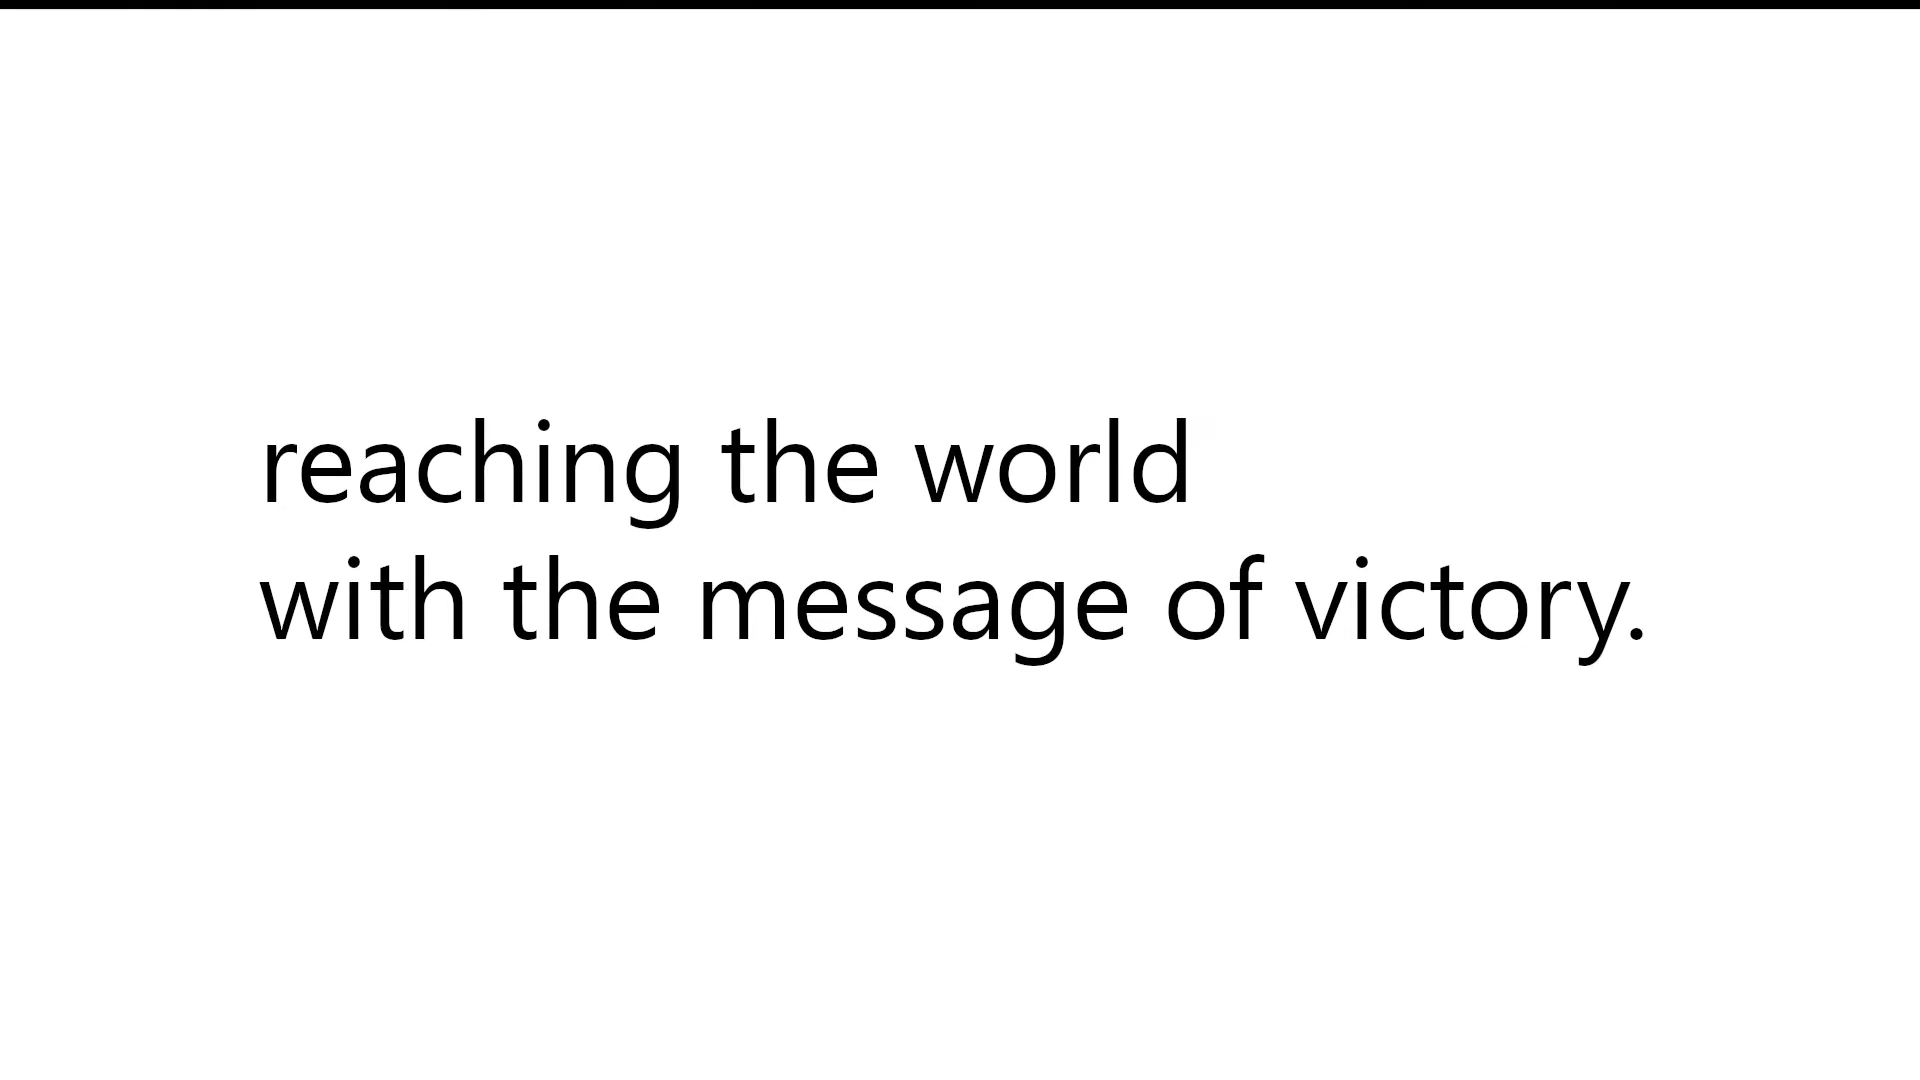 reaching the world
with the message of victory.